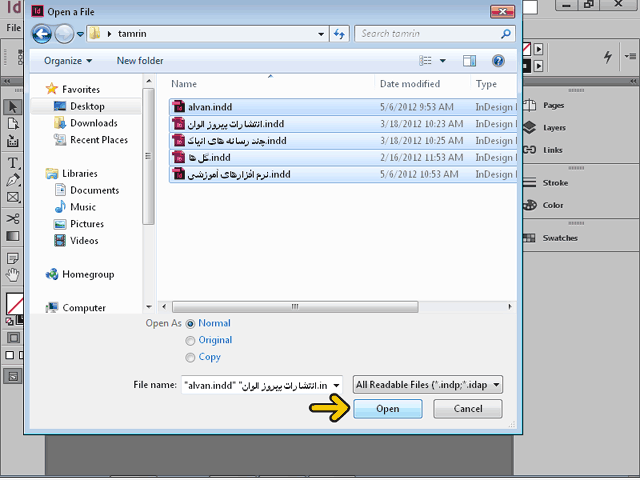 Id
Open a File
File
tamrin
Search tamrin
Organize
New folder
Name
Date modified
Type
Favorites
Desktop
Downloads
Recent Places
Libraries
Documents
Music
Pictures
Videos
Homegroup
Computer
alvan.indd 5/6/2012 9:53 AM InDesign
انتشارات پیروز الوان.indd 3/18/2012 10:23 AM InDesign
چند رسانه های اتیاک.indd 3/18/2012 10:25 AM InDesign
گل ها.indd 2/16/2012 11:53 AM InDesign
نرم افزارهای آموزشی.indd 5/6/2012 10:53 AM InDesign
Open As
Normal
Original
Copy
File name:
"alvan.indd" "انتشارات پیروز الوان.in
All Readable Files (*.indp;*.idap
Open
Cancel
Pages
Layers
Links
Stroke
Color
Swatches